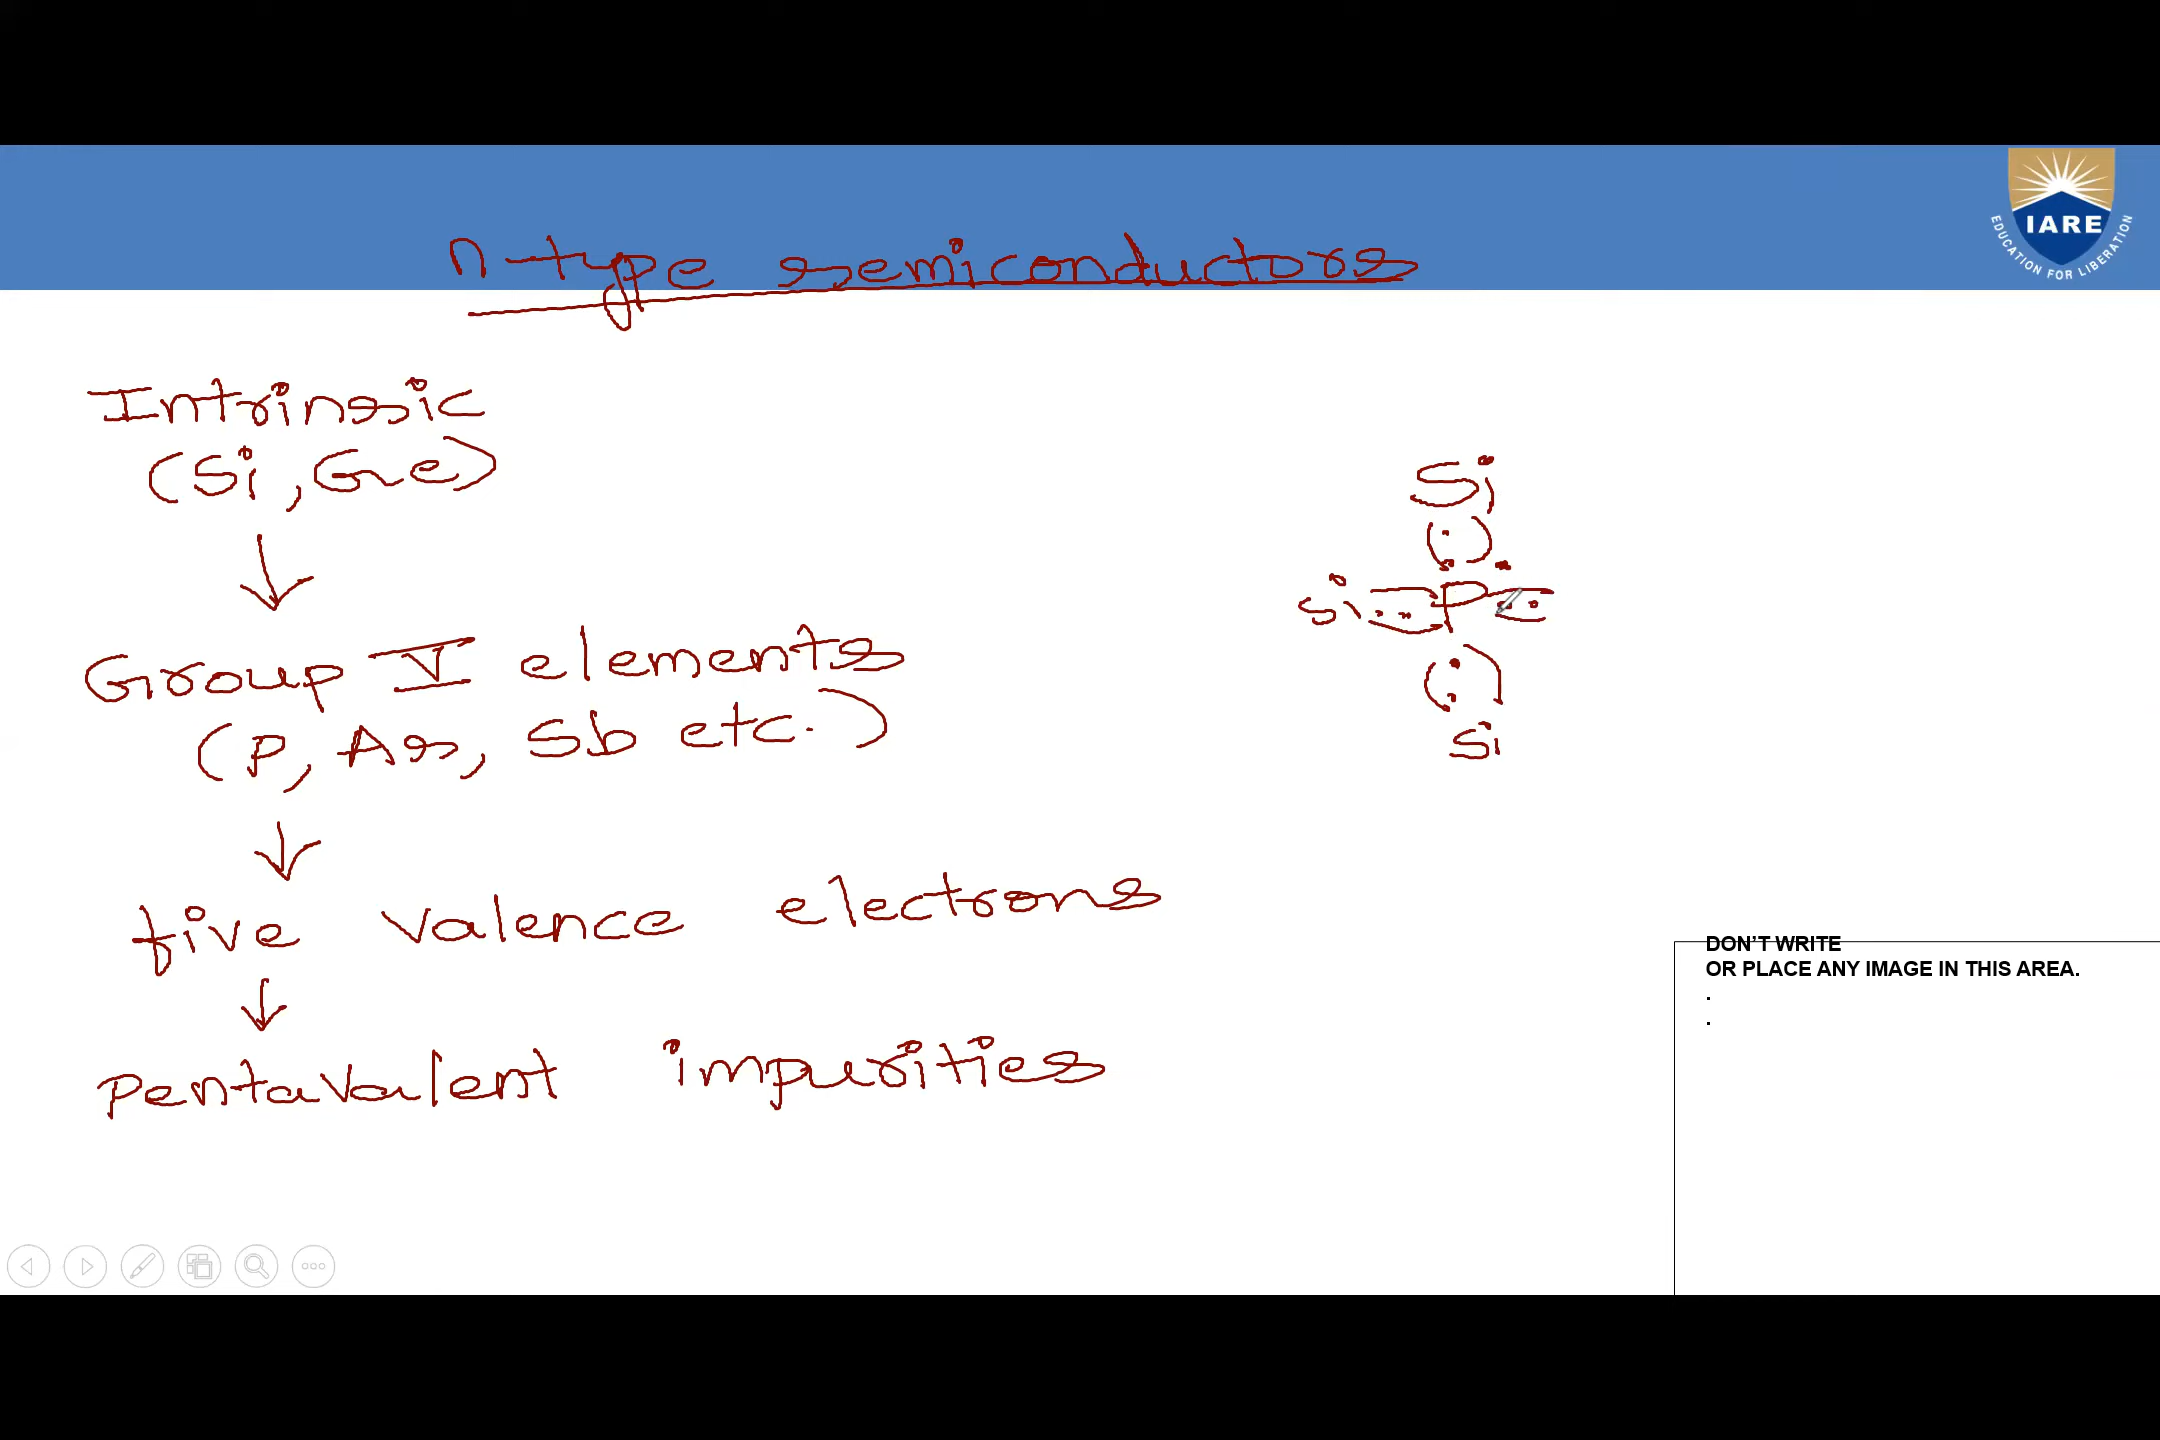 IARE
EDUCATION FOR LIBERATION
n-type semiconductors
Intrinsic
(Si, Ge)
Group V elements
(P, As, Sb etc.)
five valence electrons
pentavalent impurities
Si
Si P
Si
DON'T WRITE
OR PLACE ANY IMAGE IN THIS AREA.
.
.